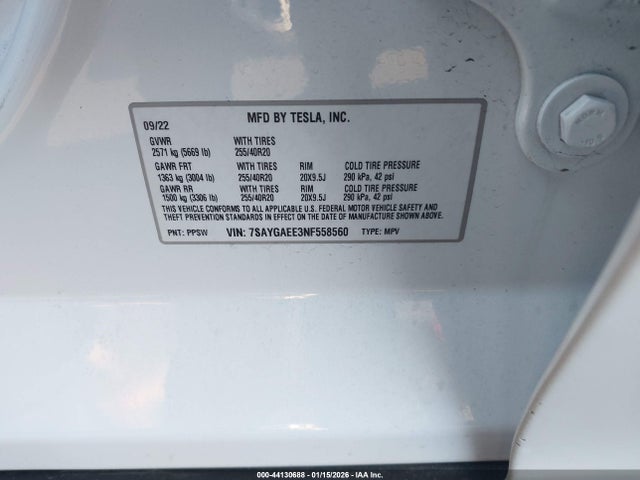 09/22 MFD BY TESLA, INC.
GVWR WITH TIRES
2571 kg (5669 lb) 255/40R20
GAWR FRT WITH TIRES RIM COLD TIRE PRESSURE
1363 kg (3004 lb) 255/40R20 20X9.5J 290 kPa, 42 psi
GAWR RR WITH TIRES RIM COLD TIRE PRESSURE
1500 kg (3306 lb) 255/40R20 20X9.5J 290 kPa, 42 psi
THIS VEHICLE CONFORMS TO ALL APPLICABLE U.S. FEDERAL MOTOR VEHICLE SAFETY AND
THEFT PREVENTION STANDARDS IN EFFECT ON THE DATE OF MANUFACTURE SHOWN ABOVE.
PNT: PPSW VIN: 7SAYGAEE3NF558560 TYPE: MPV
000-44130688 - 01/15/2026 - IAA Inc.